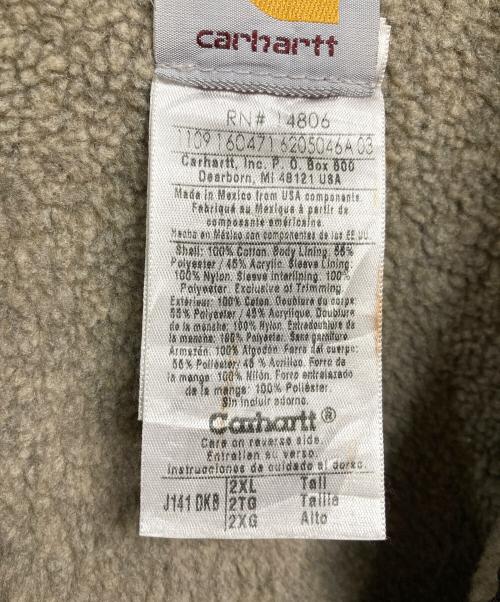 carhartt
RN# 14806
1109 160471 6205046A 03
Carhartt, Inc. P. O. Box 600
Dearborn, MI 48121 USA
Made in Mexico from USA components.
Fabriqué au Mexique à partir de
composante américaine.
Hecho en México con componentes de los EE.UU.
Shell: 100% Cotton. Body Lining: 55%
Polyester / 45% Acrylic. Sleeve Lining:
100% Nylon. Sleeve Interlining: 100%
Polyester. Exclusive of Trimming
Extérieur: 100% Coton. Doublure du corps:
55% Polyester / 45% Acrylique. Doublure
de la manche: 100% Nylon. Entredoublure de
la manche: 100% Polyester. Sans garniture
Armazón: 100% Algodón. Forro del cuerpo:
55% Poliéster/ 45 % Acrílico. Forro de
la manga: 100% Nilón. Forro entrelazado
de la manga: 100% Poliéster.
Sin incluir adorno.
Carhartt®
Care on reverse side.
Entretien au verso.
Instrucciones de cuidado al dorso.
J141 DKB 2XL Tall
2TG Taille
2XG Alto